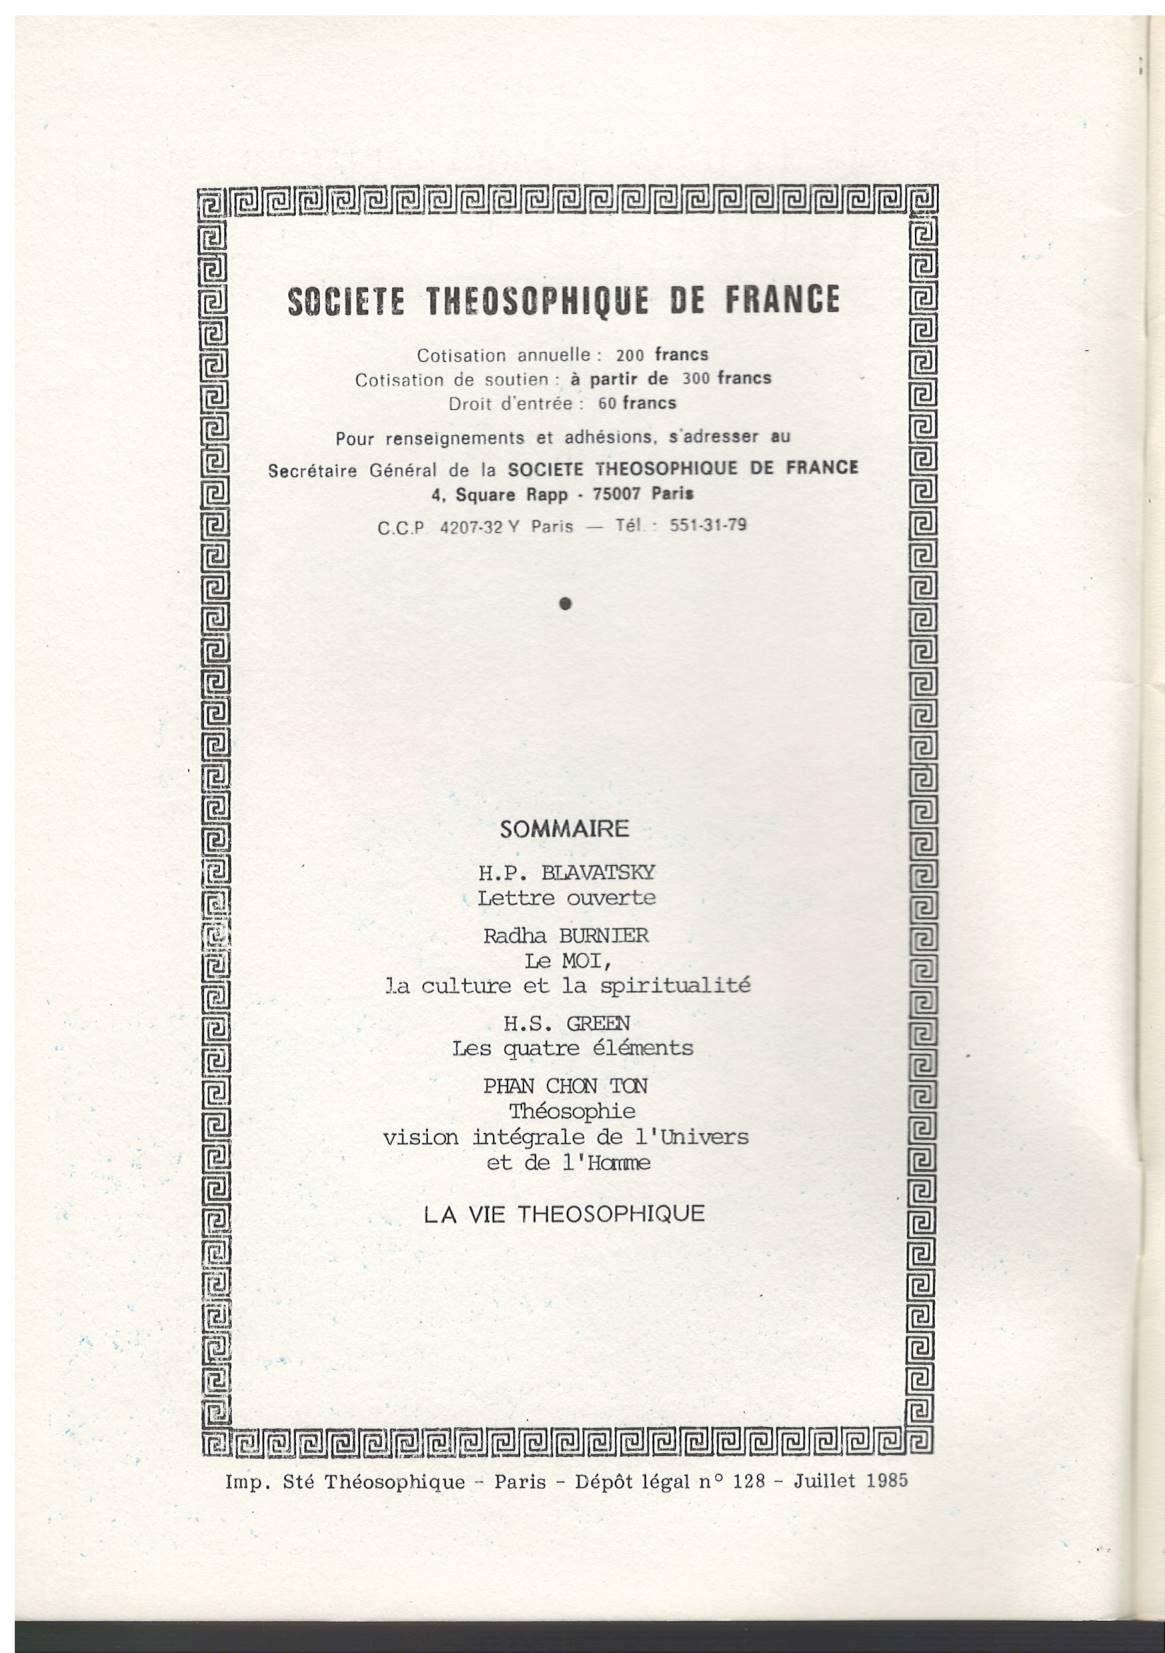 SOCIETE THEOSOPHIQUE DE FRANCE
Cotisation annuelle : 200 francs
Cotisation de soutien : à partir de 300 francs
Droit d'entrée : 60 francs
Pour renseignements et adhésions, s'adresser au
Secrétaire Général de la SOCIETE THEOSOPHIQUE DE FRANCE
4, Square Rapp - 75007 Paris
C.C.P. 4207-32 Y Paris — Tél. : 551-31-79
SOMMAIRE
H.P. BLAVATSKY
Lettre ouverte
Radha BURNIER
Le MOI,
la culture et la spiritualité
H.S. GREEN
Les quatre éléments
PHAN CHON TON
Théosophie
vision intégrale de l'Univers
et de l'Homme
LA VIE THEOSOPHIQUE
Imp. Sté Théosophique - Paris - Dépôt légal n° 128 - Juillet 1985